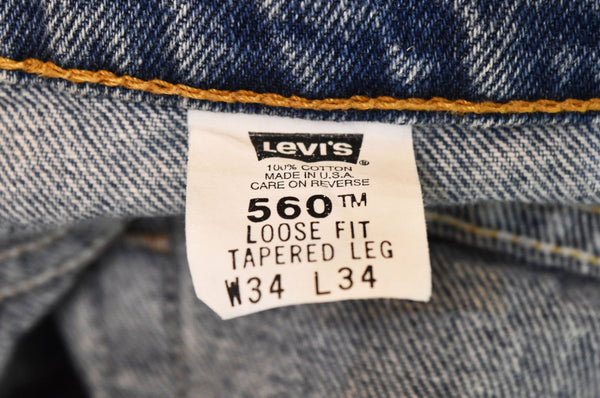 LEVI'S ®
100% COTTON
MADE IN U.S.A.
CARE ON REVERSE
560™
LOOSE FIT
TAPERED LEG
W34 L34